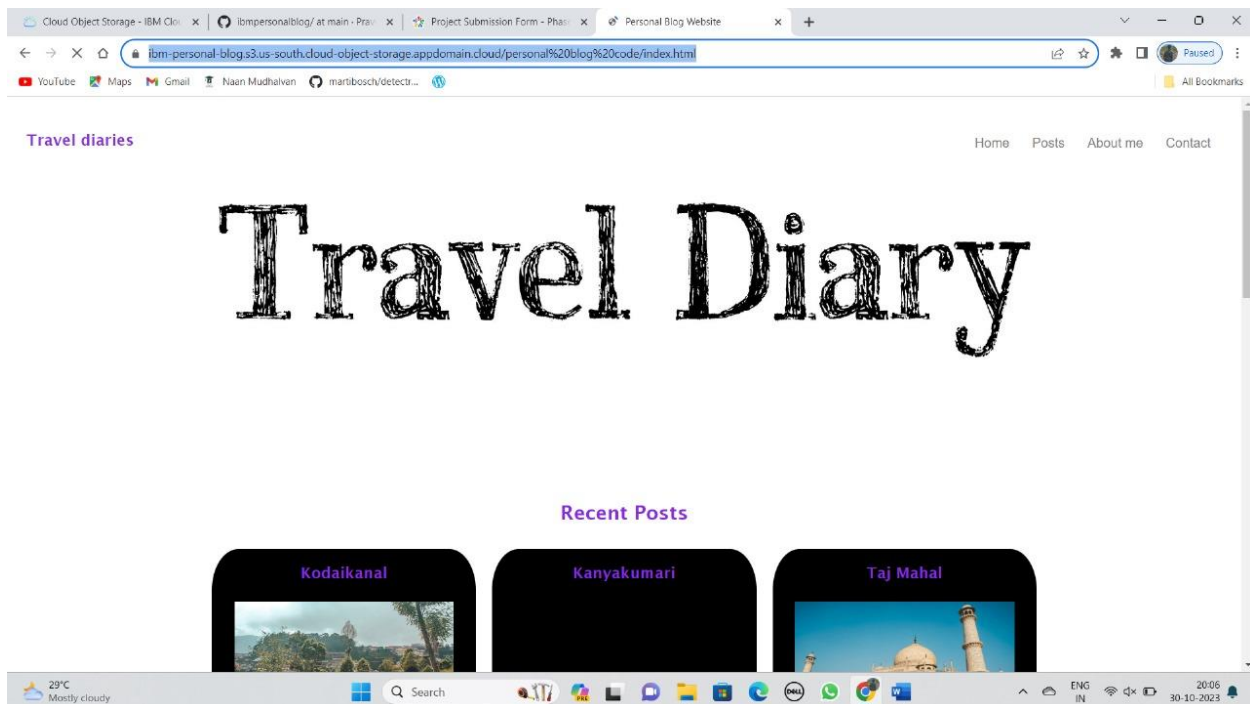 Cloud Object Storage - IBM Clo
ibmpersonalblog/ at main · Prav
Project Submission Form - Phas
Personal Blog Website
ibm-personal-blog.s3.us-south.cloud-object-storage.appdomain.cloud/personal%20blog%20code/index.html
Paused
YouTube
Maps
Gmail
Naan Mudhalvan
martibosch/detectr...
All Bookmarks
Travel diaries
Home
Posts
About me
Contact
Travel Diary
Recent Posts
Kodaikanal
Kanyakumari
Taj Mahal
29°C
Mostly cloudy
Search
DELL
W
ENG
IN
20:06
30-10-2023